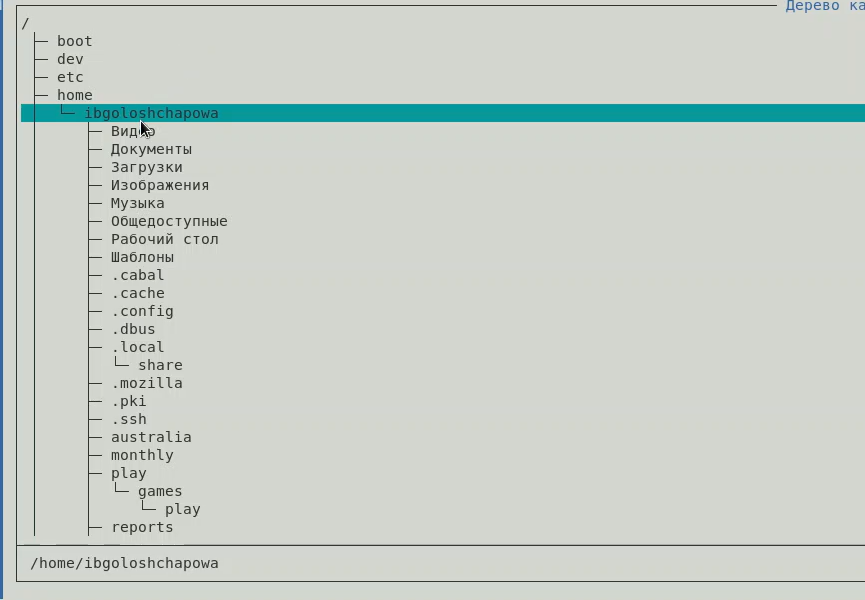 Дерево ка
/
boot
dev
etc
home
ibgoloshchapowa
Видео
Документы
Загрузки
Изображения
Музыка
Общедоступные
Рабочий стол
Шаблоны
.cabal
.cache
.config
.dbus
.local
share
.mozilla
.pki
.ssh
australia
monthly
play
games
play
reports
/home/ibgoloshchapowa